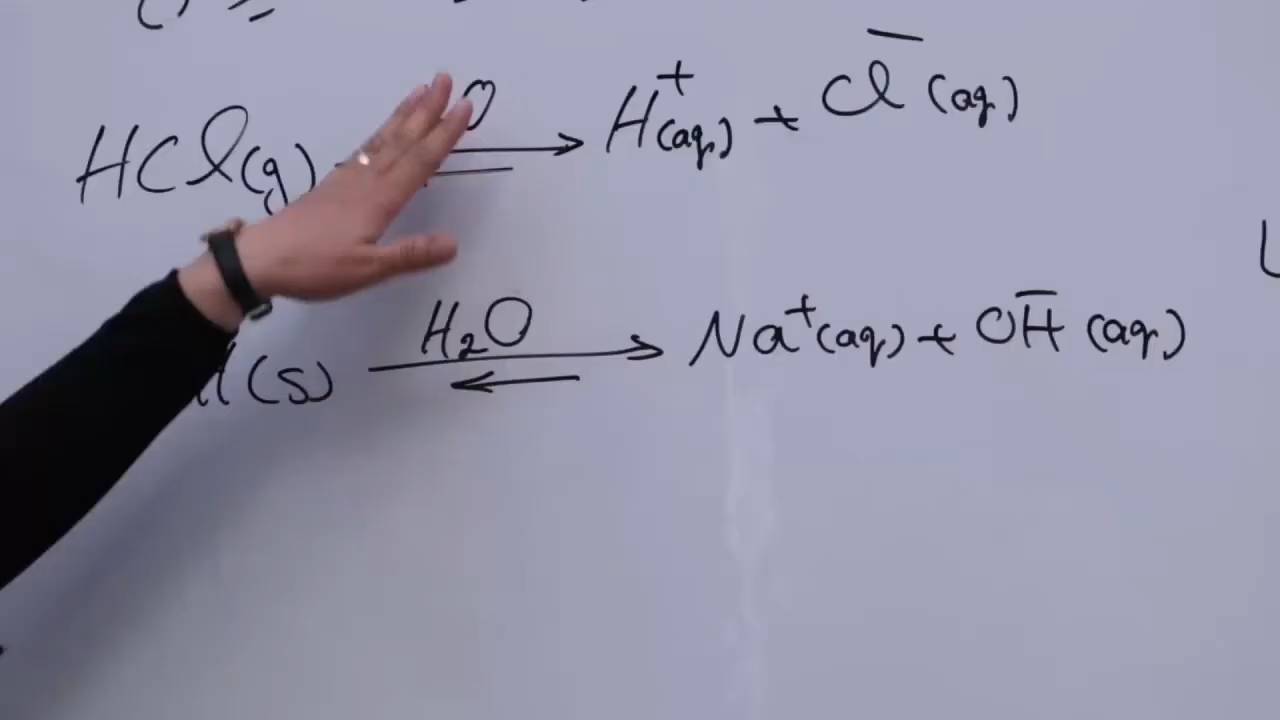 HCl(g) O → H⁺(aq) + Cl⁻(aq)
(s) H₂O ⇄ Na⁺(aq) + OH⁻(aq)